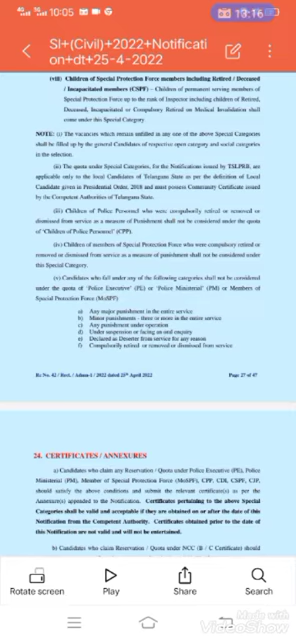 10:05
13:16
SI+(Civil)+2022+Notificati
on+dt+25-4-2022
(viii) Children of Special Protection Force members including Retired / Deceased
/ Incapacitated members (CSPF) – Children of permanent serving members of
Special Protection Force up to the rank of Inspector including children of Retired,
Deceased, Incapacitated or Compulsory Retired on Medical Invalidation shall
come under this Special Category
NOTE: (i) The vacancies which remain unfilled in any one of the above Special Categories
shall be filled up by the general Candidates of respective open category and social categories
in the selection.
(ii) The quota under Special Categories, for the Notifications issued by TSLPRB, are
applicable only to the local Candidates of Telangana State as per the definition of Local
Candidate given in Presidential Order, 2018 and must possess Community Certificate issued
by the Competent Authorities of Telangana State.
(iii) Children of Police Personnel who were compulsorily retired or removed or
dismissed from service as a measure of Punishment shall not be considered under the quota
of 'Children of Police Personnel' (CPP).
(iv) Children of members of Special Protection Force who were compulsory retired or
removed or dismissed from service as a measure of punishment shall not be considered under
this Special Category.
(v) Candidates who fall under any of the following categories shall not be considered
under the quota of 'Police Executive' (PE) or 'Police Ministerial' (PM) or Members of
Special Protection Force (MoSPF)
a) Any major punishment in the entire service
b) Minor punishments - three or more in the entire service
c) Any punishment under operation
d) Under suspension or facing an oral enquiry
e) Declared as Deserter from service for any reason
f) Compulsorily retired or removed or dismissed from service
Rc No. 42 / Rect. / Admn-1 / 2022 dated 25th April 2022 Page 27 of 47
24. CERTIFICATES / ANNEXURES
a) Candidates who claim any Reservation / Quota under Police Executive (PE), Police
Ministerial (PM), Member of Special Protection Force (MoSPF), CPP, CDI, CSPF, CJP,
should satisfy the above conditions and submit the relevant certificate(s) as per the
Annexure(s) appended to the Notification. Certificates pertaining to the above Special
Categories shall be valid and acceptable if they are obtained on or after the date of this
Notification from the Competent Authority. Certificates obtained prior to the date of
this Notification are not valid and will not be entertained.
b) Candidates who claim Reservation / Quota under NCC (B / C Certificate) should
Rotate screen
Play
Share
Search
Made with
VideoShow